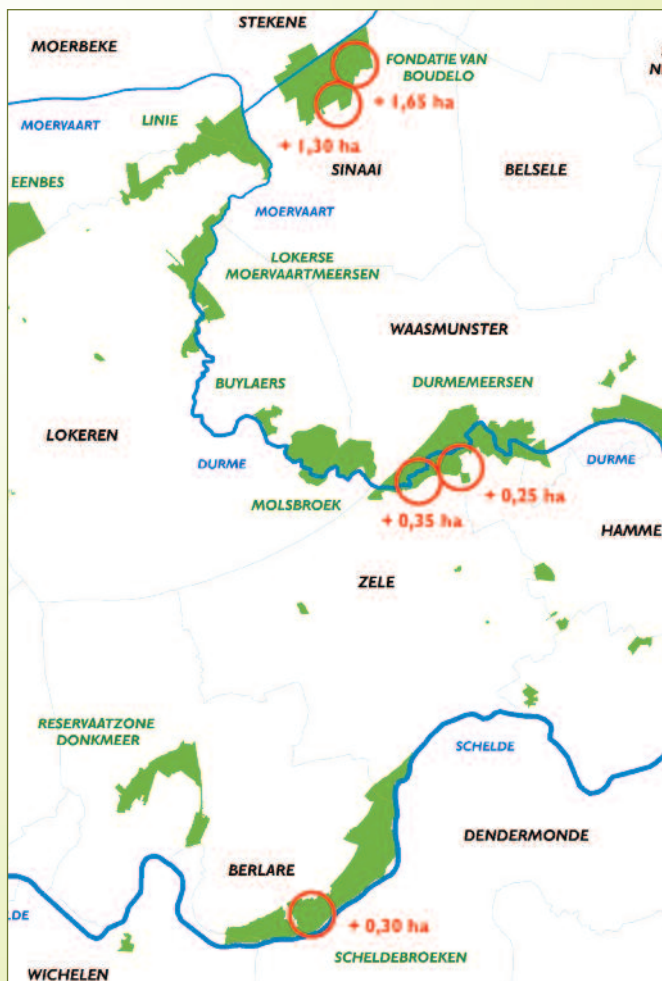 STEKENE
MOERBEKE
FONDATIE VAN
BOUDELO
+ 1,65 ha
MOERVAART
LINIE
+ 1,30 ha
SINAAI
BELSELE
EENBES
MOERVAART
LOKERSE
MOERVAARTMEERSEN
WAASMUNSTER
BUYLAERS
DURMEMEERSEN
LOKEREN
DURME
DURME
MOLSBROEK
+ 0,35 ha
+ 0,25 ha
HAMME
ZELE
RESERVAATZONE
DONKMEER
SCHELDE
DENDERMONDE
BERLARE
LDE
+ 0,30 ha
SCHELDEBROEKEN
WICHELEN